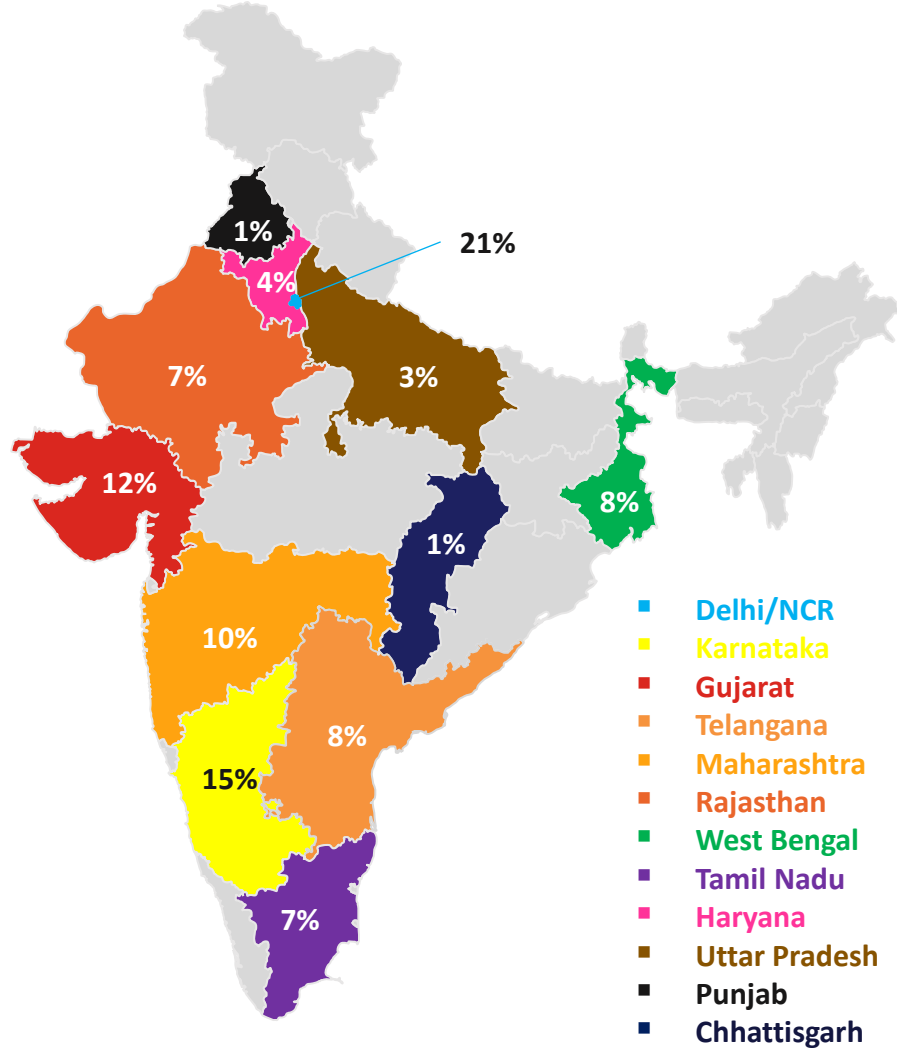 1%
21%
4%
7%
3%
12%
8%
1%
10%
8%
15%
7%
Delhi/NCR
Karnataka
Gujarat
Telangana
Maharashtra
Rajasthan
West Bengal
Tamil Nadu
Haryana
Uttar Pradesh
Punjab
Chhattisgarh